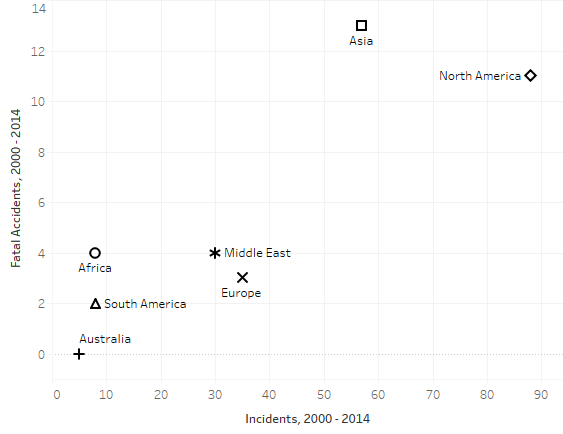 14
12
10
8
6
4
2
0
Fatal Accidents, 2000 - 2014
Asia
North America
Middle East
Africa
Europe
South America
Australia
0 10 20 30 40 50 60 70 80 90
Incidents, 2000 - 2014